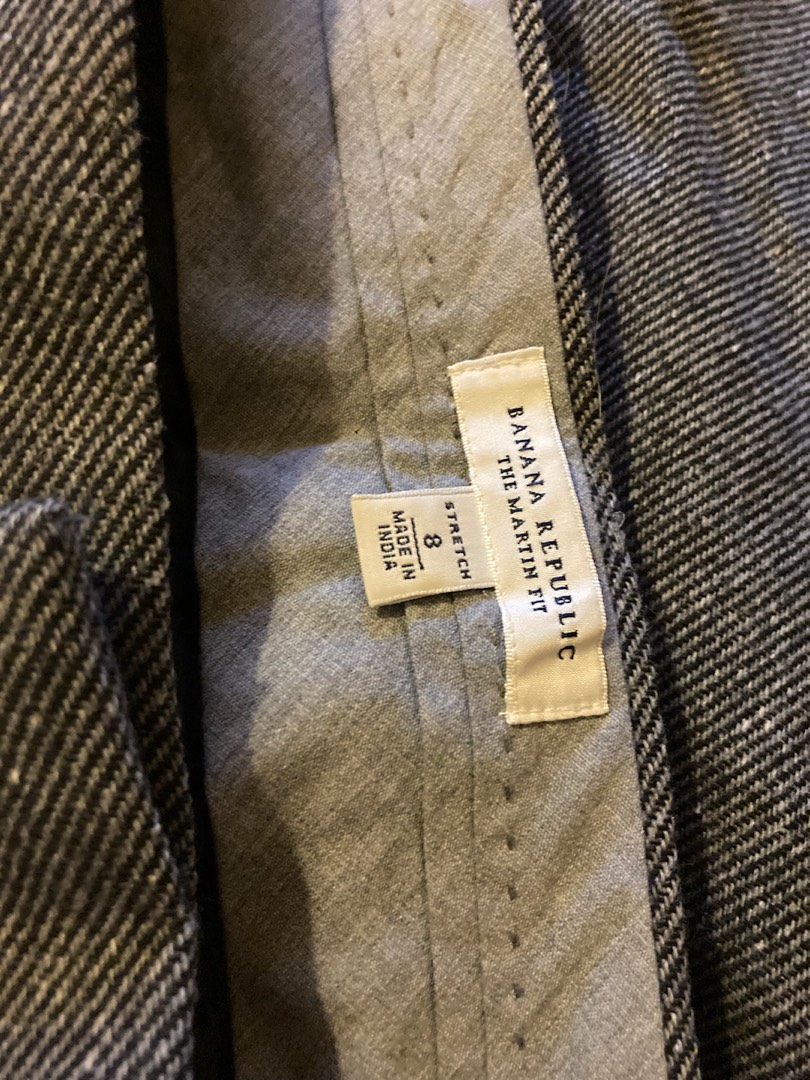 BANANA REPUBLIC
THE MARTIN FIT
STRETCH
8
MADE IN
INDIA